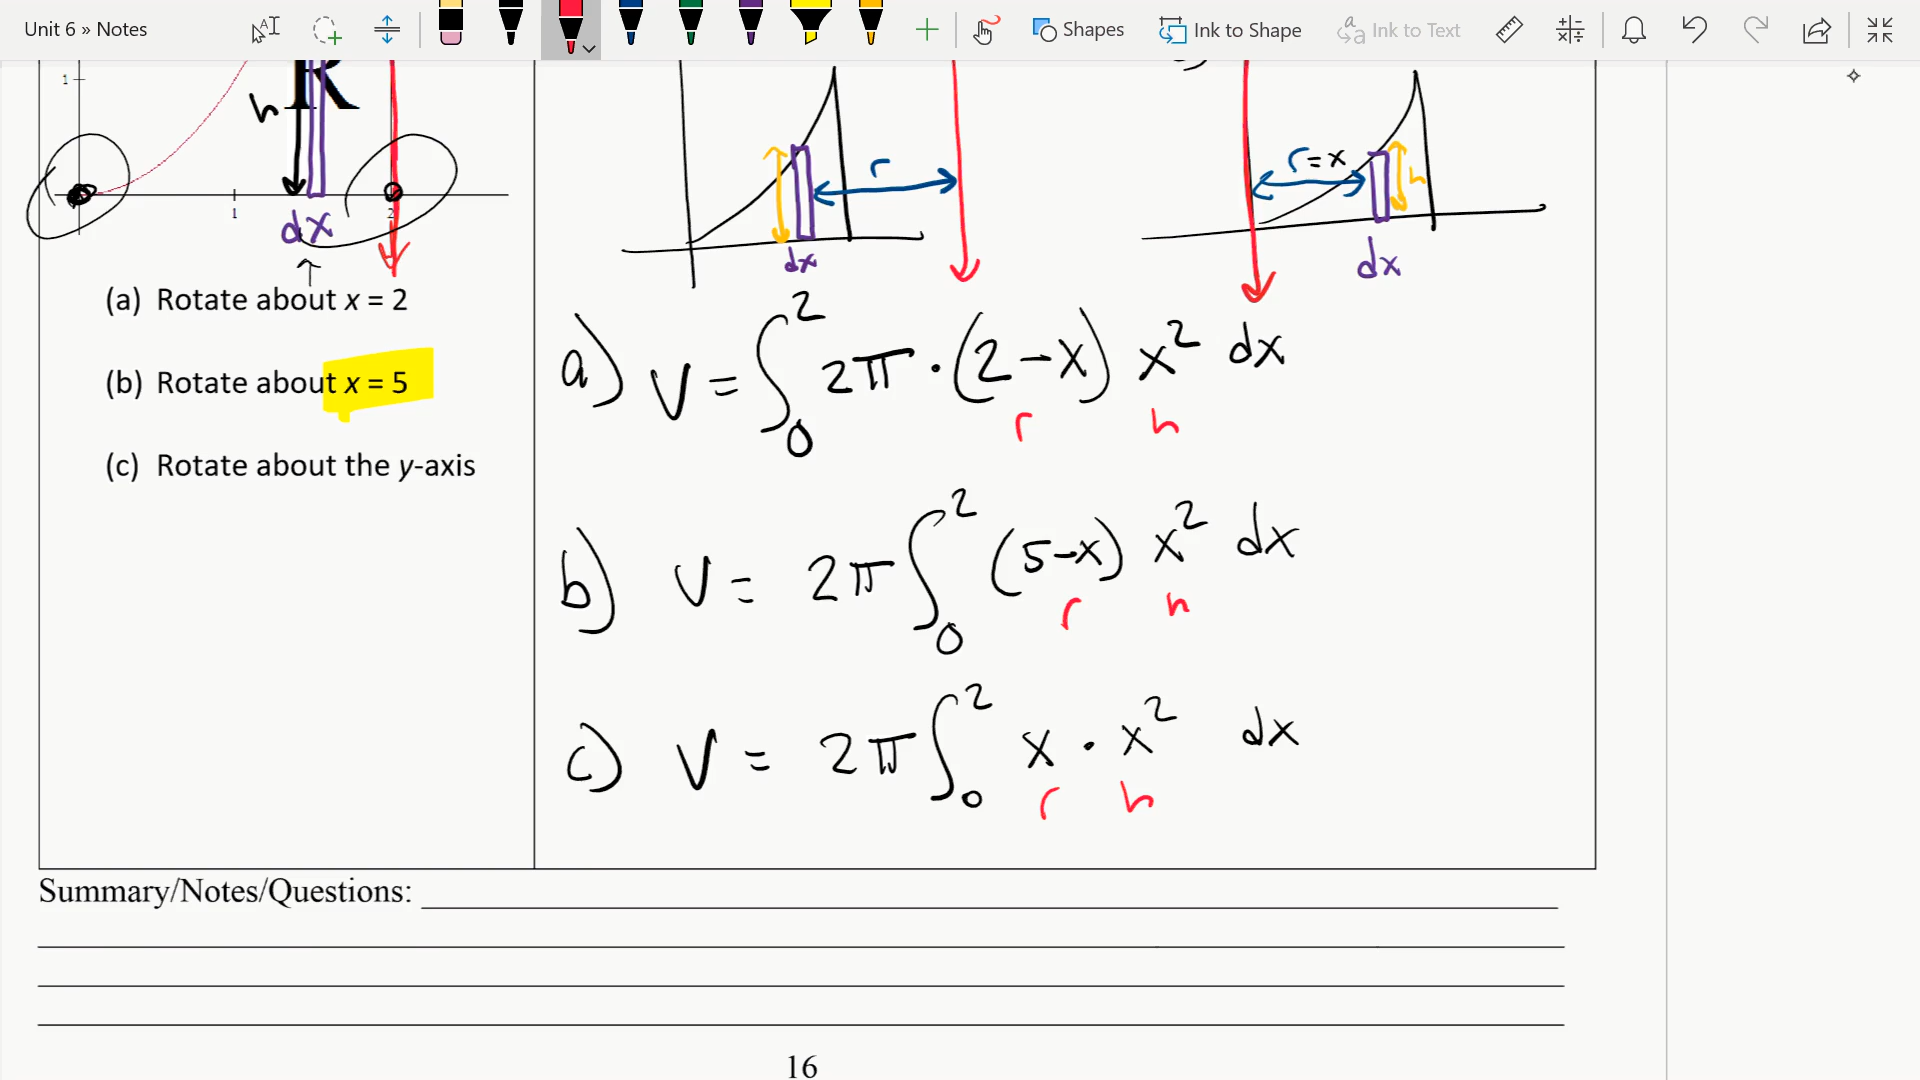 Unit 6 » Notes
Shapes
Ink to Shape
Ink to Text
1
R
h
1
2
dx
↑
(a) Rotate about x = 2
(b) Rotate about x = 5
(c) Rotate about the y-axis
r
dx
r = x
h
dx
a) V = ∫₀² 2π · (2 - x) x² dx
r h
b) V = 2π ∫₀² (5-x) x² dx
r h
c) V = 2π ∫₀² x · x² dx
r h
Summary/Notes/Questions:
16